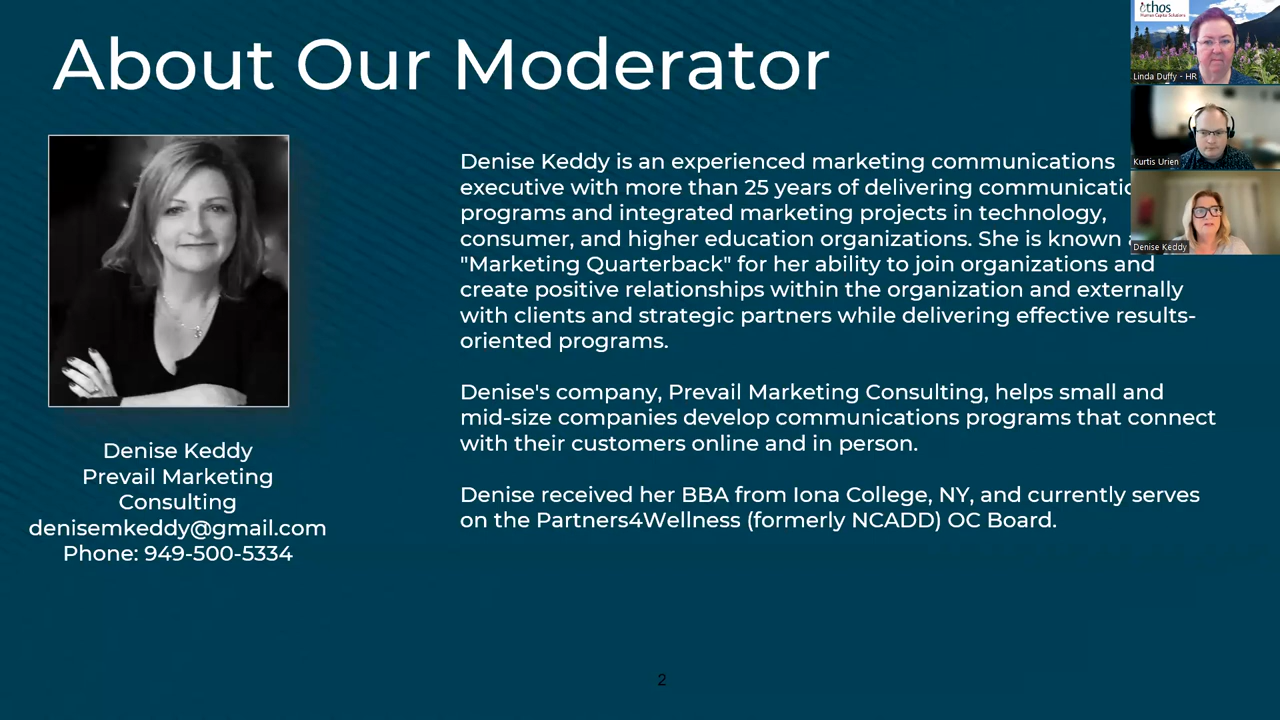 About Our Moderator
Denise Keddy is an experienced marketing communications
executive with more than 25 years of delivering
programs and integrated marketing projects in technology,
consumer, and higher education organizations. She is known
"Marketing Quarterback" for her ability to join organizations and
create positive relationships within the organization and externally
with clients and strategic partners while delivering effective results-
oriented programs.
Denise's company, Prevail Marketing Consulting, helps small and
mid-size companies develop communications programs that connect
with their customers online and in person.
Denise received her BBA from Iona College, NY, and currently serves
on the Partners4Wellness (formerly NCADD) OC Board.
Denise Keddy
Prevail Marketing
Consulting
denisemkeddy@gmail.com
Phone: 949-500-5334
2
ethos
Human Capital Solutions
Linda Duffy - HR
Kurtis Urien
Denise Keddy